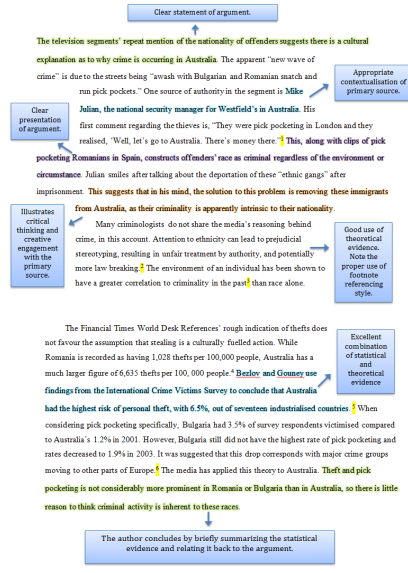 Clear statement of argument.
The television segments' repeat mention of the nationality of offenders suggests there is a cultural
explanation as to why crime is occurring in Australia. The apparent "new wave of
crime" is due to the streets being "awash with Bulgarian and Romanian snatch and
run pick pockets." One source of authority in the segment is Mike
Appropriate
contextualisation of
primary source.
Clear
presentation
of argument.
Julian, the national security manager for Westfield's in Australia. His
first comment regarding the thieves is, "They were pick pocketing in London and they
realised, 'Well, let's go to Australia. There's money there.'"1 This, along with clips of pick
pocketing Romanians in Spain, constructs offenders' race as criminal regardless of the environment or
circumstance. Julian smiles after talking about the deportation of these "ethnic gangs" after
imprisonment. This suggests that in his mind, the solution to this problem is removing these immigrants
from Australia, as their criminality is apparently intrinsic to their nationality.
Illustrates
critical
thinking and
creative
engagement
with the
primary
source.
Many criminologists do not share the media's reasoning behind
crime, in this account. Attention to ethnicity can lead to prejudicial
stereotyping, resulting in unfair treatment by authority, and potentially
more law breaking.2 The environment of an individual has been shown to
have a greater correlation to criminality in the past3 than race alone.
Good use of
theoretical
evidence.
Note the
proper use of
footnote
referencing
style.
The Financial Times World Desk References' rough indication of thefts does
not favour the assumption that stealing is a culturally fuelled action. While
Romania is recorded as having 1,028 thefts per 100,000 people, Australia has a
much larger figure of 6,635 thefts per 100, 000 people.4 Bezlov and Gounev use
findings from the International Crime Victims Survey to conclude that Australia
had the highest risk of personal theft, with 6.5%, out of seventeen industrialised countries. 5 When
Excellent
combination
of statistical
and
theoretical
evidence
considering pick pocketing specifically, Bulgaria had 3.5% of survey respondents victimised compared
to Australia's 1.2% in 2001. However, Bulgaria still did not have the highest rate of pick pocketing and
rates decreased to 1.9% in 2003. It was suggested that this drop corresponds with major crime groups
moving to other parts of Europe.6 The media has applied this theory to Australia. Theft and pick
pocketing is not considerably more prominent in Romania or Bulgaria than in Australia, so there is little
reason to think criminal activity is inherent to these races.
The author concludes by briefly summarizing the statistical
evidence and relating it back to the argument.